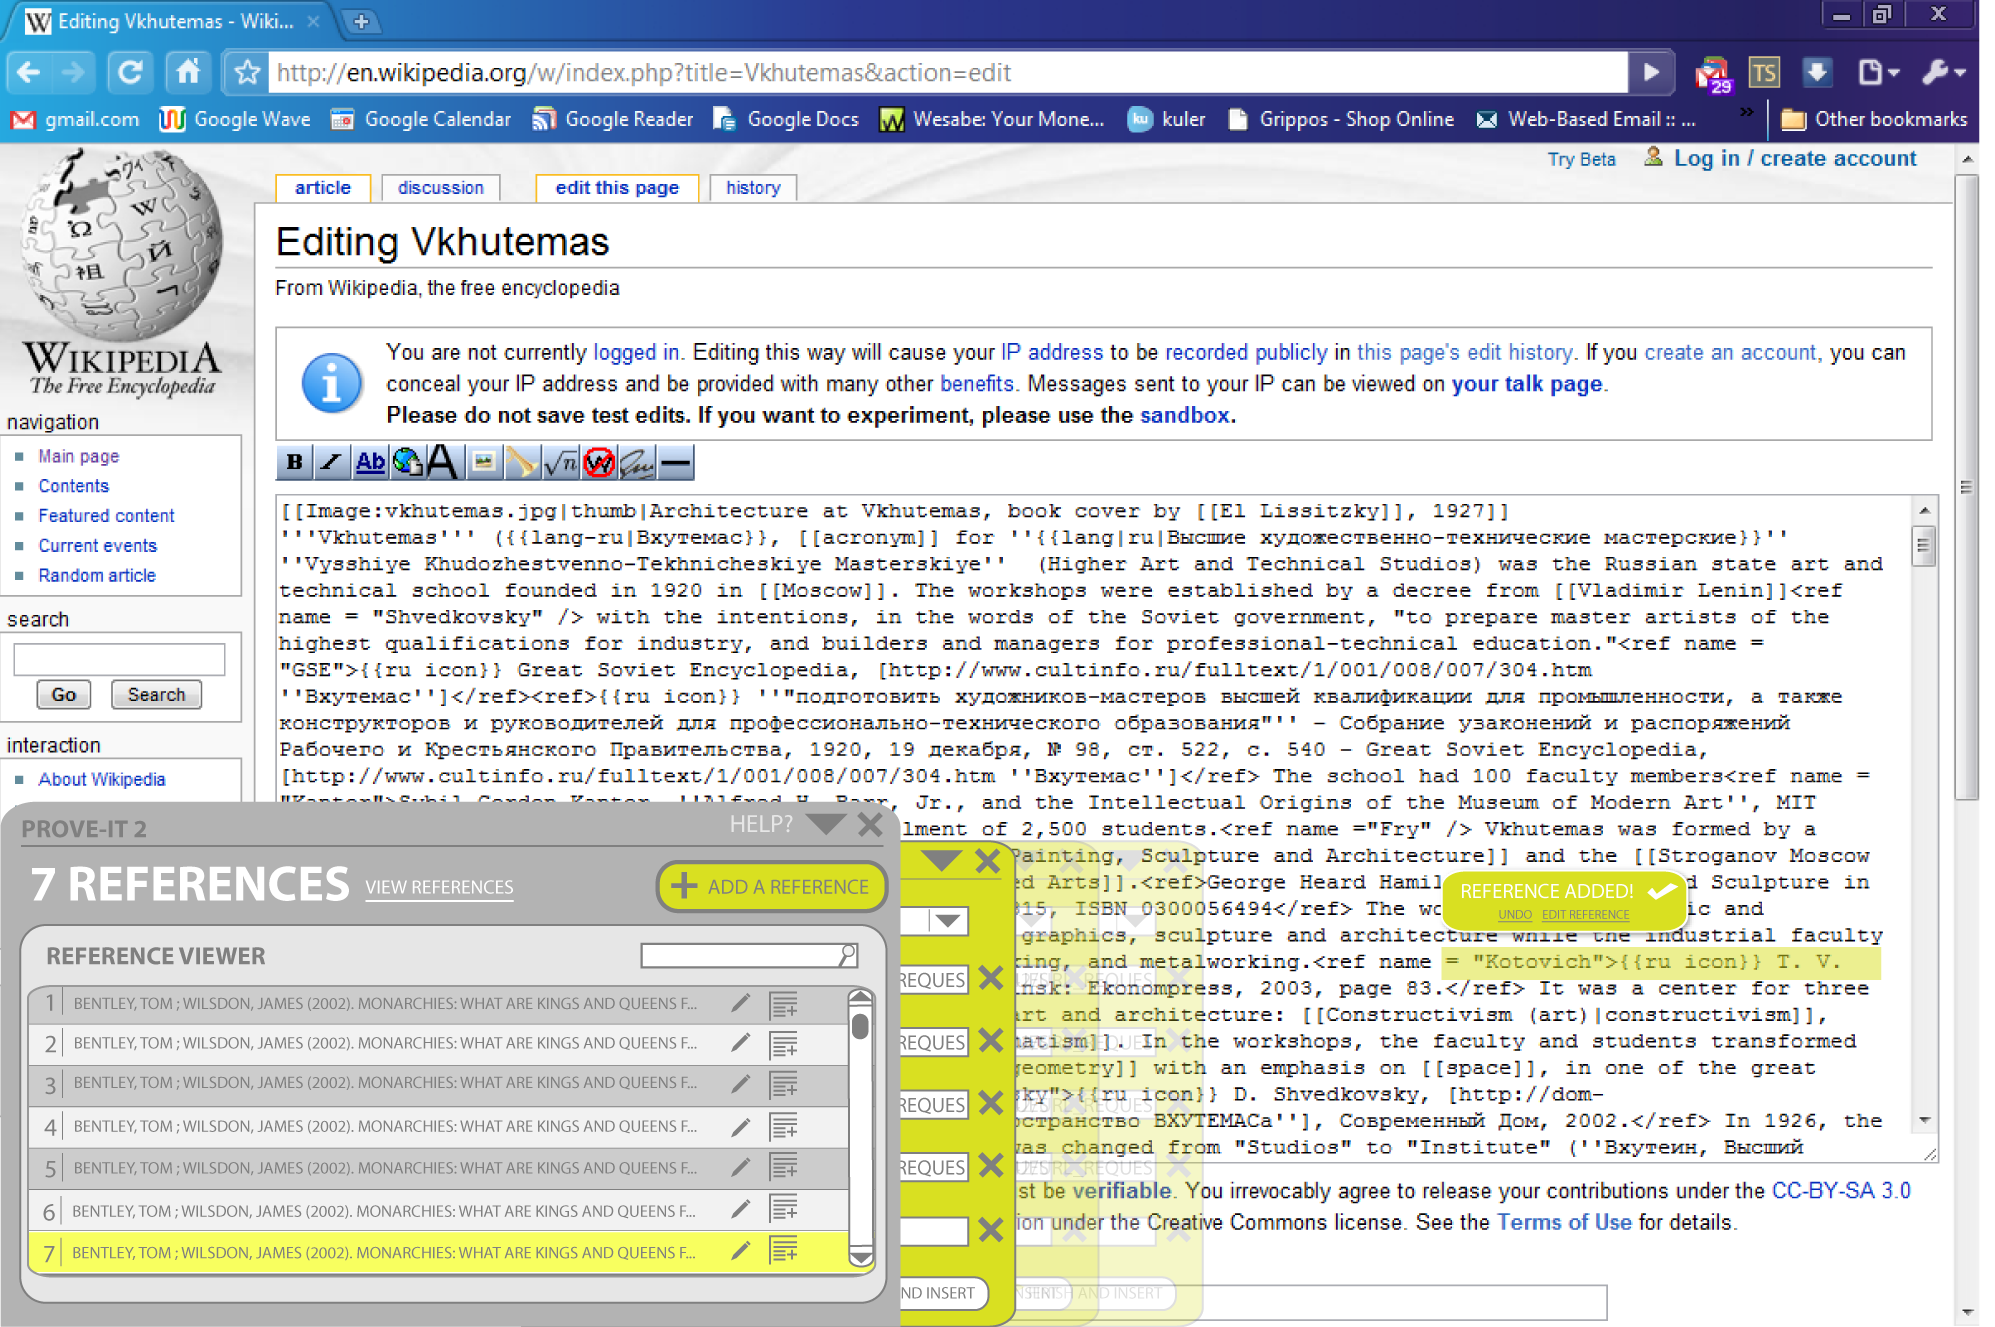 Editing Vkhutemas - Wiki...
http://en.wikipedia.org/w/index.php?title=Vkhutemas&action=edit
TS
29
gmail.com Google Wave Google Calendar Google Reader Google Docs Wesabe: Your Mone... ku kuler Grippos - Shop Online Web-Based Email :: ... » Other bookmarks
Try Beta Log in / create account
article discussion edit this page history
WIKIPEDIA
The Free Encyclopedia
navigation
Main page
Contents
Featured content
Current events
Random article
search
Go Search
interaction
About Wikipedia
Editing Vkhutemas
From Wikipedia, the free encyclopedia
You are not currently logged in. Editing this way will cause your IP address to be recorded publicly in this page's edit history. If you create an account, you can
conceal your IP address and be provided with many other benefits. Messages sent to your IP can be viewed on your talk page.
Please do not save test edits. If you want to experiment, please use the sandbox.
B I Ab A √n W
[[Image:vkhutemas.jpg|thumb|Architecture at Vkhutemas, book cover by [[El Lissitzky]], 1927]]
'''Vkhutemas''' ({{lang-ru|Вхутемас}}, [[acronym]] for ''{{lang|ru|Высшие художественно-технические мастерские}}''
''Vysshiye Khudozhestvenno-Tekhnicheskiye Masterskiye'' (Higher Art and Technical Studios) was the Russian state art and
technical school founded in 1920 in [[Moscow]]. The workshops were established by a decree from [[Vladimir Lenin]]<ref
name = "Shvedkovsky" /> with the intentions, in the words of the Soviet government, "to prepare master artists of the
highest qualifications for industry, and builders and managers for professional-technical education."<ref name =
"GSE">{{ru icon}} Great Soviet Encyclopedia, [http://www.cultinfo.ru/fulltext/1/001/008/007/304.htm
''Вхутемас'']</ref><ref>{{ru icon}} ''"подготовить художников-мастеров высшей квалификации для промышленности, а также
конструкторов и руководителей для профессионально-технического образования"'' – Собрание узаконений и распоряжений
Рабочего и Крестьянского Правительства, 1920, 19 декабря, № 98, ст. 522, с. 540 – Great Soviet Encyclopedia,
[http://www.cultinfo.ru/fulltext/1/001/008/007/304.htm ''Вхутемас'']</ref> The school had 100 faculty members<ref name =
"Kantor">Sybil Gordon Kantor, ''Alfred H. Barr, Jr., and the Intellectual Origins of the Museum of Modern Art'', MIT
lment of 2,500 students.<ref name ="Fry" /> Vkhutemas was formed by a
Painting, Sculpture and Architecture]] and the [[Stroganov Moscow
ed Arts]].<ref>George Heard Hamil d Sculpture in
315, ISBN 0300056494</ref> The wo ic and
graphics, sculpture and architecture while the industrial faculty
king, and metalworking.<ref name = "Kotovich">{{ru icon}} T. V.
insk: Ekonompress, 2003, page 83.</ref> It was a center for three
art and architecture: [[Constructivism (art)|constructivism]],
matism]]. In the workshops, the faculty and students transformed
geometry]] with an emphasis on [[space]], in one of the great
sky">{{ru icon}} D. Shvedkovsky, [http://dom-
остранство ВХУТЕМАСа''], Современный Дом, 2002.</ref> In 1926, the
was changed from "Studios" to "Institute" (''Вхутеин, Высший
st be verifiable. You irrevocably agree to release your contributions under the CC-BY-SA 3.0
ion under the Creative Commons license. See the Terms of Use for details.
REFERENCE ADDED!
UNDO EDIT REFERENCE
PROVE-IT 2 HELP?
7 REFERENCES VIEW REFERENCES ADD A REFERENCE
REFERENCE VIEWER
1 BENTLEY, TOM ; WILSDON, JAMES (2002). MONARCHIES: WHAT ARE KINGS AND QUEENS F...
2 BENTLEY, TOM ; WILSDON, JAMES (2002). MONARCHIES: WHAT ARE KINGS AND QUEENS F...
3 BENTLEY, TOM ; WILSDON, JAMES (2002). MONARCHIES: WHAT ARE KINGS AND QUEENS F...
4 BENTLEY, TOM ; WILSDON, JAMES (2002). MONARCHIES: WHAT ARE KINGS AND QUEENS F...
5 BENTLEY, TOM ; WILSDON, JAMES (2002). MONARCHIES: WHAT ARE KINGS AND QUEENS F...
6 BENTLEY, TOM ; WILSDON, JAMES (2002). MONARCHIES: WHAT ARE KINGS AND QUEENS F...
7 BENTLEY, TOM ; WILSDON, JAMES (2002). MONARCHIES: WHAT ARE KINGS AND QUEENS F...
REQUES
REQUES
REQUES
REQUES
ND INSERT
AND INSERT